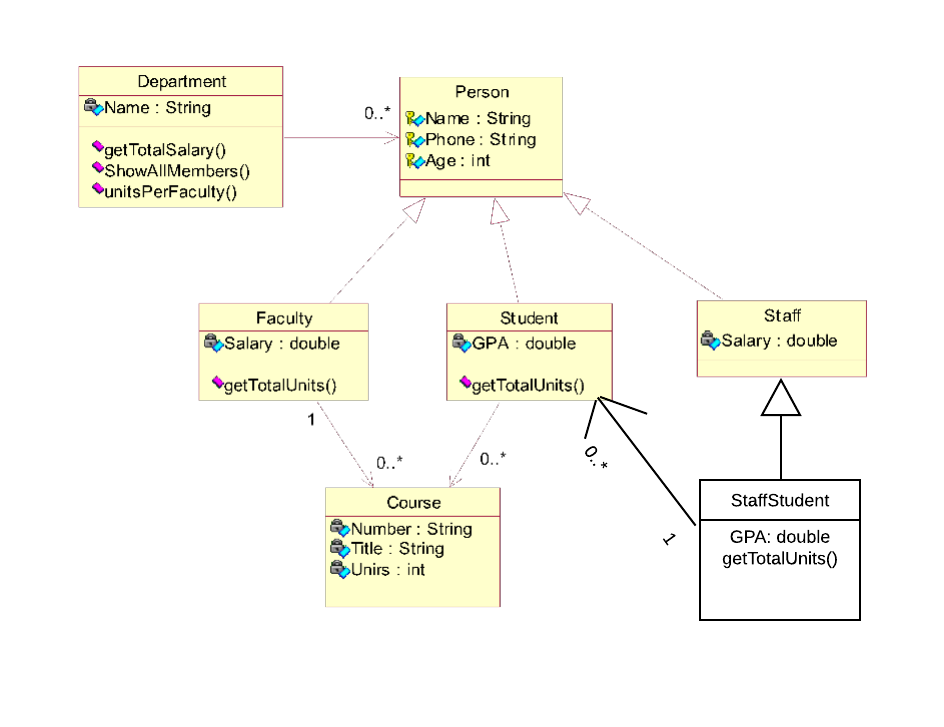 Department
Name : String
getTotalSalary()
ShowAllMembers()
unitsPerFaculty()
0..*
Person
Name : String
Phone : String
Age : int
Faculty
Salary : double
getTotalUnits()
Student
GPA : double
getTotalUnits()
Staff
Salary : double
1
0..*
0..*
0..*
1
Course
Number : String
Title : String
Unirs : int
StaffStudent
GPA: double
getTotalUnits()